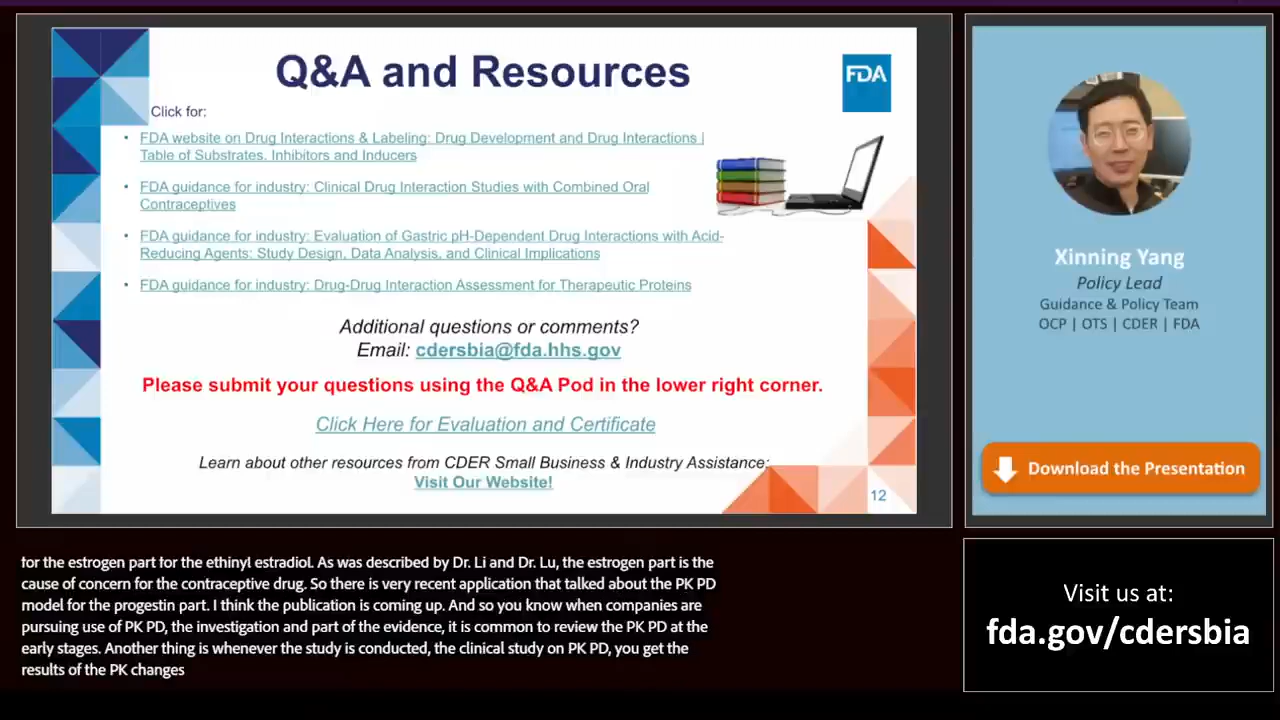 Q&A and Resources
FDA
Click for:
• FDA website on Drug Interactions & Labeling: Drug Development and Drug Interactions |
Table of Substrates, Inhibitors and Inducers
• FDA guidance for industry: Clinical Drug Interaction Studies with Combined Oral
Contraceptives
• FDA guidance for industry: Evaluation of Gastric pH-Dependent Drug Interactions with Acid-
Reducing Agents: Study Design, Data Analysis, and Clinical Implications
• FDA guidance for industry: Drug-Drug Interaction Assessment for Therapeutic Proteins
Additional questions or comments?
Email: cdersbia@fda.hhs.gov
Please submit your questions using the Q&A Pod in the lower right corner.
Click Here for Evaluation and Certificate
Learn about other resources from CDER Small Business & Industry Assistance:
Visit Our Website!
12
Xinning Yang
Policy Lead
Guidance & Policy Team
OCP | OTS | CDER | FDA
Download the Presentation
for the estrogen part for the ethinyl estradiol. As was described by Dr. Li and Dr. Lu, the estrogen part is the
cause of concern for the contraceptive drug. So there is very recent application that talked about the PK PD
model for the progestin part. I think the publication is coming up. And so you know when companies are
pursuing use of PK PD, the investigation and part of the evidence, it is common to review the PK PD at the
early stages. Another thing is whenever the study is conducted, the clinical study on PK PD, you get the
results of the PK changes
Visit us at:
fda.gov/cdersbia